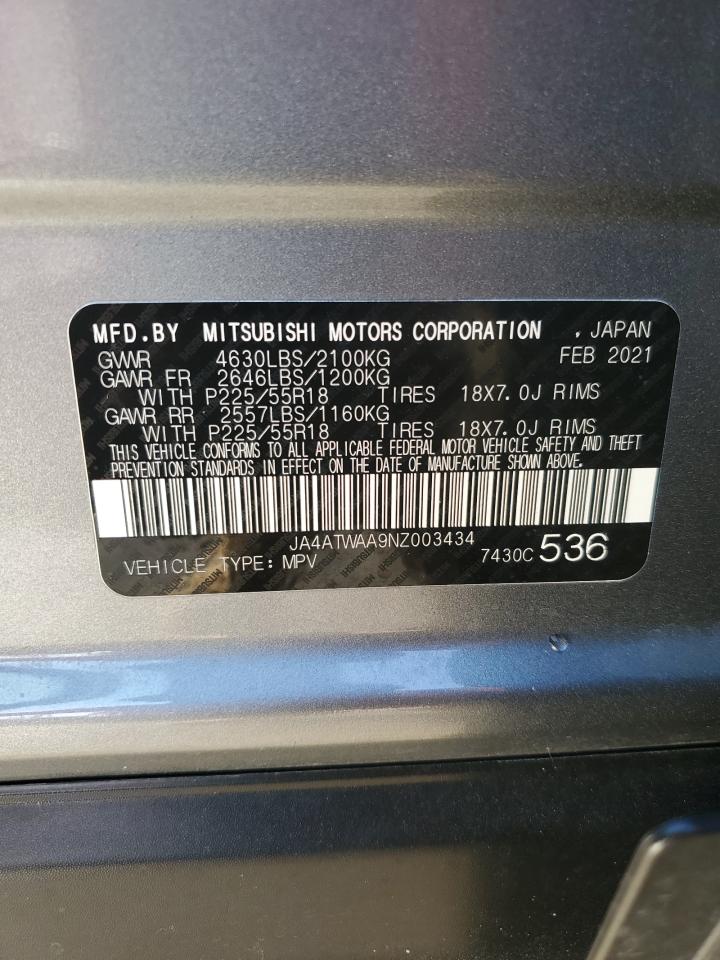 MFD.BY MITSUBISHI MOTORS CORPORATION , JAPAN
GVWR 4630LBS/2100KG FEB 2021
GAWR FR 2646LBS/1200KG
WITH P225/55R18 TIRES 18X7.0J RIMS
GAWR RR 2557LBS/1160KG
WITH P225/55R18 TIRES 18X7.0J RIMS
THIS VEHICLE CONFORMS TO ALL APPLICABLE FEDERAL MOTOR VEHICLE SAFETY AND THEFT
PREVENTION STANDARDS IN EFFECT ON THE DATE OF MANUFACTURE SHOWN ABOVE.
JA4ATWAA9NZ003434
VEHICLE TYPE: MPV 7430C 536